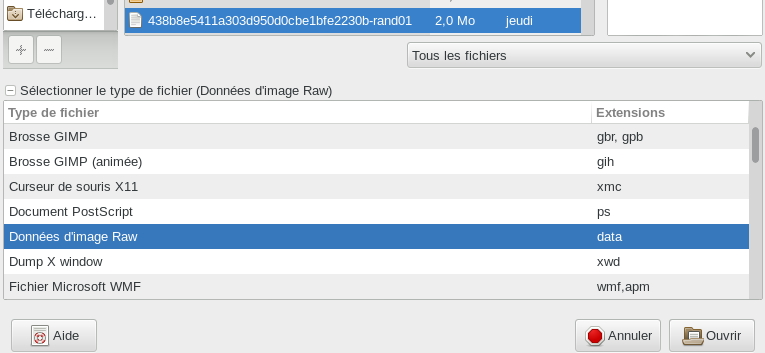 Télécharg…
438b8e5411a303d950d0cbe1bfe2230b-rand01 2,0 Mo jeudi
Tous les fichiers
Sélectionner le type de fichier (Données d'image Raw)
Type de fichier Extensions
Brosse GIMP gbr, gpb
Brosse GIMP (animée) gih
Curseur de souris X11 xmc
Document PostScript ps
Données d'image Raw data
Dump X window xwd
Fichier Microsoft WMF wmf,apm
Aide Annuler Ouvrir